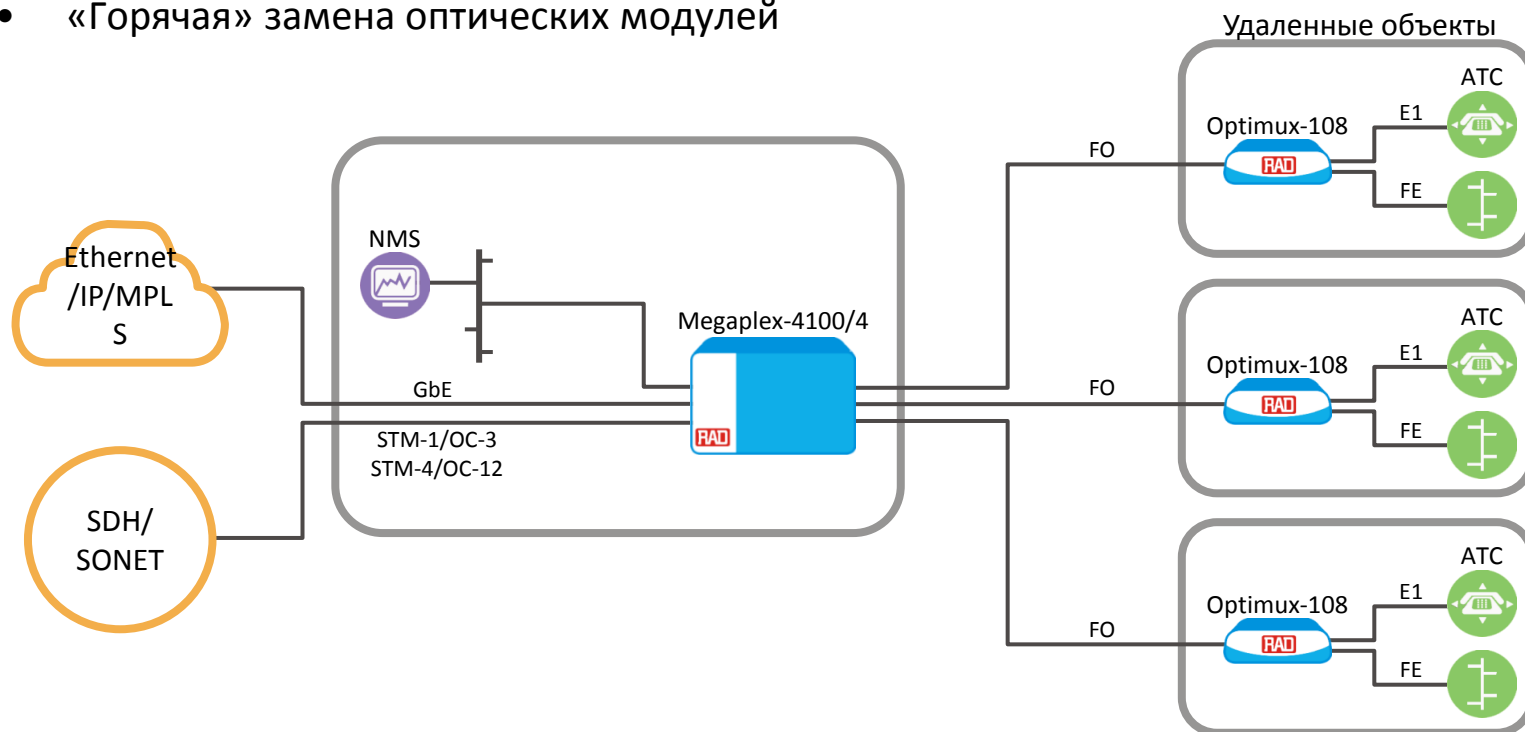 • «Горячая» замена оптических модулей
Удаленные объекты
АТС
E1
Optimux-108
RAD
FO
FE
NMS
Ethernet
/IP/MPL
S
Megaplex-4100/4
RAD
GbE
STM-1/OC-3
STM-4/OC-12
SDH/
SONET
АТС
E1
Optimux-108
RAD
FO
FE
АТС
E1
Optimux-108
RAD
FO
FE